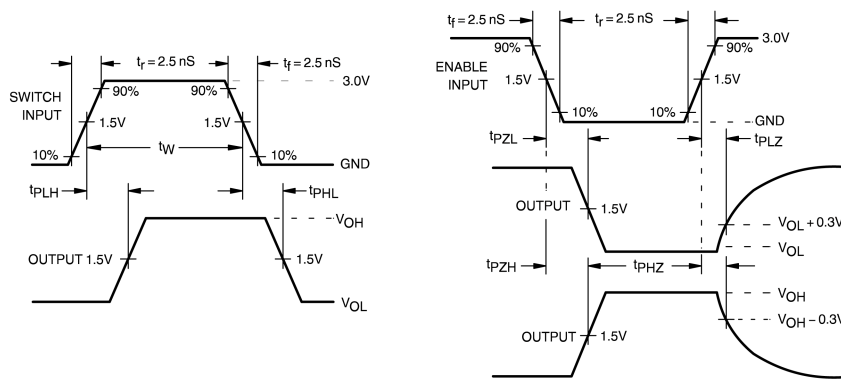 tr = 2.5 nS
tf = 2.5 nS
3.0V
SWITCH
INPUT
90%
90%
1.5V
1.5V
10%
tW
10%
GND
tPLH
tPHL
VOH
OUTPUT 1.5V
1.5V
VOL
tf = 2.5 nS
tr = 2.5 nS
3.0V
90%
90%
ENABLE
INPUT
1.5V
1.5V
10%
10%
GND
tPZL
tPLZ
OUTPUT
1.5V
VOL + 0.3V
VOL
tPZH
tPHZ
VOH
VOH − 0.3V
OUTPUT
1.5V